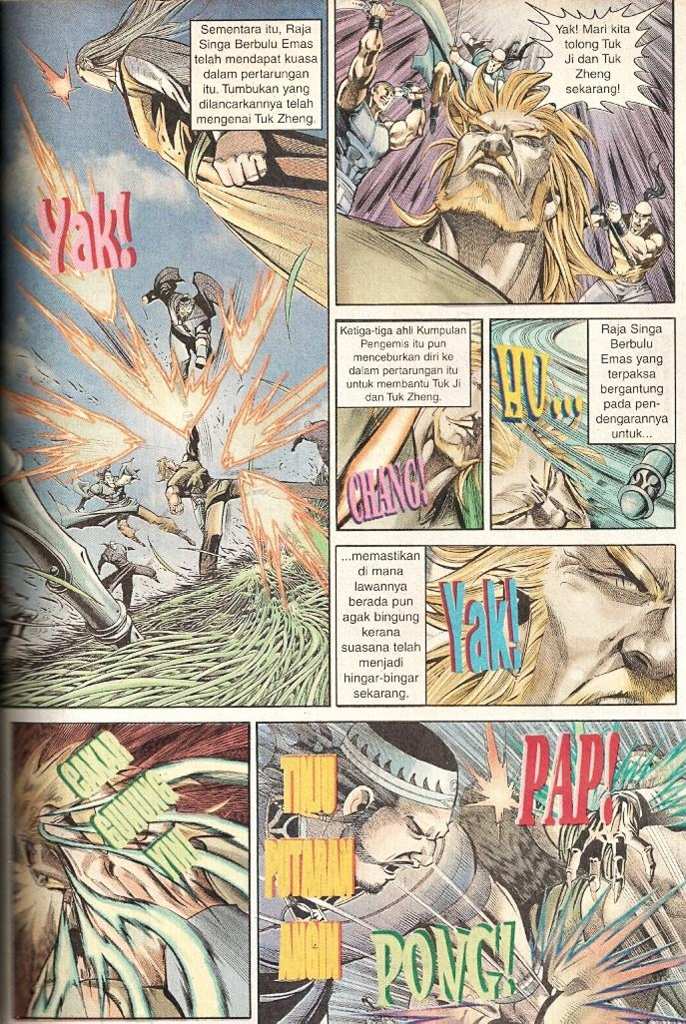 Sementara itu, Raja
Singa Berbulu Emas
telah mendapat kuasa
dalam pertarungan
itu. Tumbukan yang
dilancarkannya telah
mengenai Tuk Zheng.
Yak!
Yak! Mari kita
tolong Tuk
Ji dan Tuk
Zheng
sekarang!
Ketiga-tiga ahli Kumpulan
Pengemis itu pun
menceburkan diri ke
dalam pertarungan itu
untuk membantu Tuk Ji
dan Tuk Zheng.
CHANG!
HU...
Raja Singa
Berbulu
Emas yang
terpaksa
bergantung
pada pen-
dengarannya
untuk...
...memastikan
di mana
lawannya
berada pun
agak bingung
kerana
suasana telah
menjadi
hingar-bingar
sekarang.
Yak!
TUJU
PUTARAN
ANGIN
PAP!
PONG!